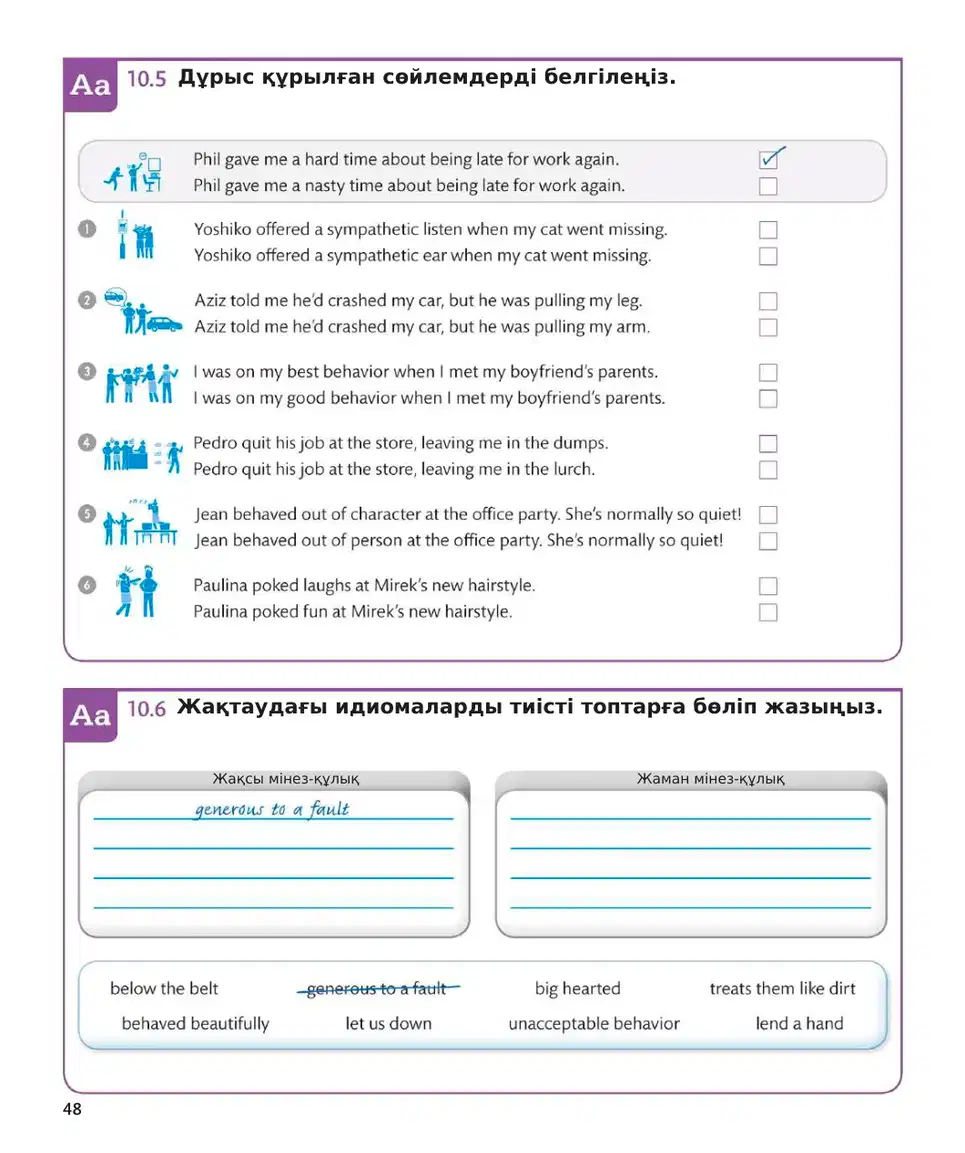 Aa 10.5 Дұрыс құрылған сөйлемдерді белгілеңіз.
Phil gave me a hard time about being late for work again.
Phil gave me a nasty time about being late for work again.
1 Yoshiko offered a sympathetic listen when my cat went missing.
Yoshiko offered a sympathetic ear when my cat went missing.
2 Aziz told me he'd crashed my car, but he was pulling my leg.
Aziz told me he'd crashed my car, but he was pulling my arm.
3 I was on my best behavior when I met my boyfriend's parents.
I was on my good behavior when I met my boyfriend's parents.
4 Pedro quit his job at the store, leaving me in the dumps.
Pedro quit his job at the store, leaving me in the lurch.
5 Jean behaved out of character at the office party. She's normally so quiet!
Jean behaved out of person at the office party. She's normally so quiet!
6 Paulina poked laughs at Mirek's new hairstyle.
Paulina poked fun at Mirek's new hairstyle.
Aa 10.6 Жақтаудағы идиомаларды тиісті топтарға бөліп жазыңыз.
Жақсы мінез-құлық
generous to a fault
Жаман мінез-құлық
below the belt generous to a fault big hearted treats them like dirt
behaved beautifully let us down unacceptable behavior lend a hand
48